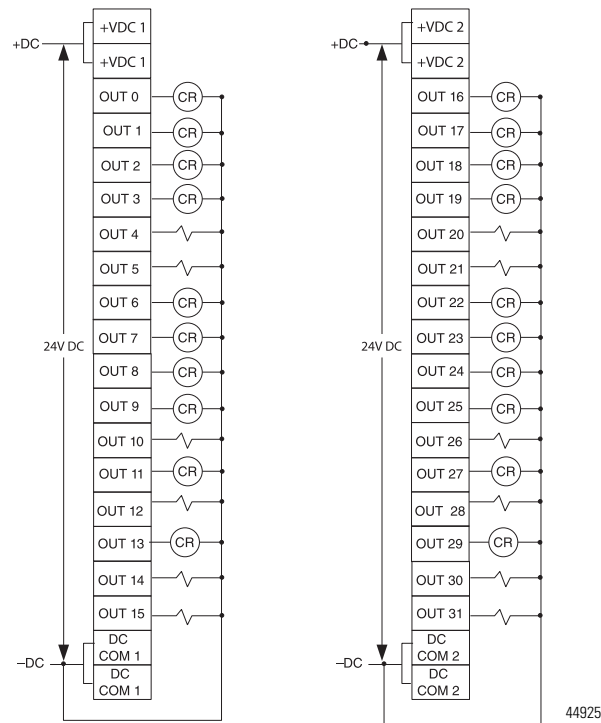 +VDC 1
+DC
+VDC 1
OUT 0 CR
OUT 1 CR
OUT 2 CR
OUT 3 CR
OUT 4
OUT 5
OUT 6 CR
OUT 7 CR
24V DC
OUT 8 CR
OUT 9 CR
OUT 10
OUT 11 CR
OUT 12
OUT 13 CR
OUT 14
OUT 15
DC
COM 1
–DC
DC
COM 1
+VDC 2
+DC
+VDC 2
OUT 16 CR
OUT 17 CR
OUT 18 CR
OUT 19 CR
OUT 20
OUT 21
OUT 22 CR
OUT 23 CR
24V DC
OUT 24 CR
OUT 25 CR
OUT 26
OUT 27 CR
OUT 28
OUT 29 CR
OUT 30
OUT 31
DC
COM 2
–DC
DC
COM 2
44925